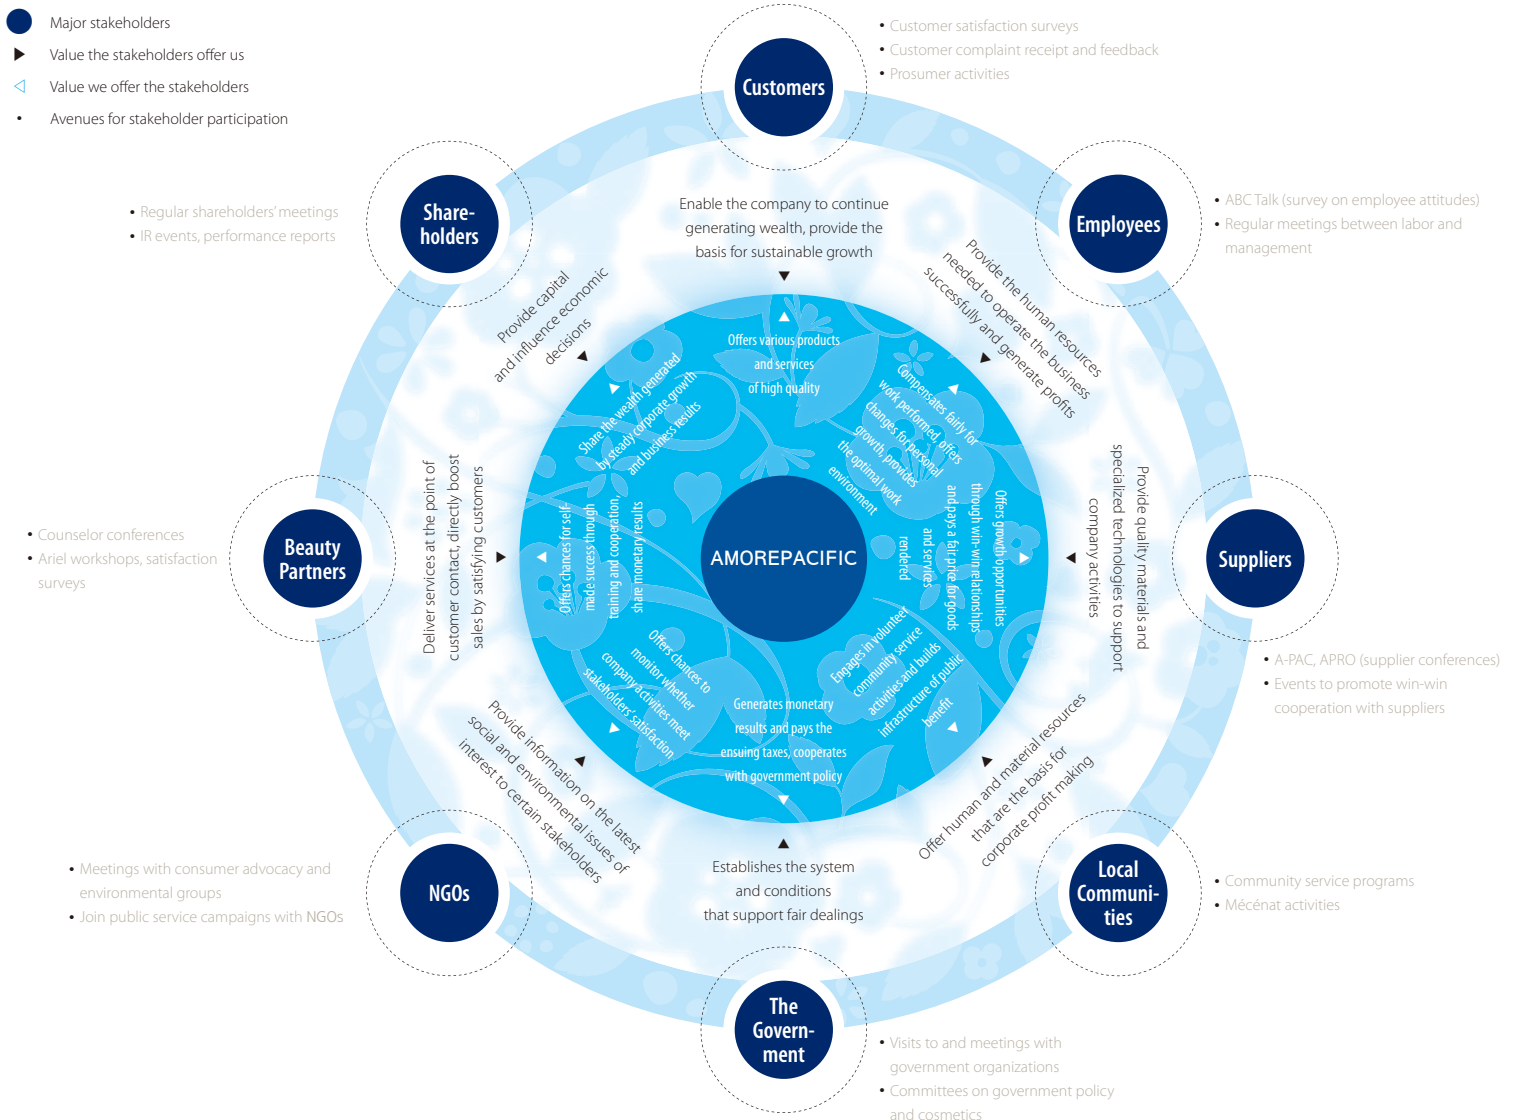 Major stakeholders
Value the stakeholders offer us
Value we offer the stakeholders
Avenues for stakeholder participation
Customers
• Customer satisfaction surveys
• Customer complaint receipt and feedback
• Prosumer activities
Enable the company to continue
generating wealth, provide the
basis for sustainable growth
Offers various products
and services
of high quality
Employees
• ABC Talk (survey on employee attitudes)
• Regular meetings between labor and
management
Provide the human resources
needed to operate the business
successfully and generate profits
Compensates fairly for
work performed, offers
changes for personal
growth, provides
the optimal work
environment
Suppliers
• A-PAC, APRO (supplier conferences)
• Events to promote win-win
cooperation with suppliers
Provide quality materials and
specialized technologies to support
company activities
Offers growth opportunities
through win-win relationships
and pays a fair price for goods
and services
rendered
Local
Communi-
ties
• Community service programs
• Mécénat activities
Offer human and material resources
that are the basis for
corporate profit making
Engages in volunteer
community service
activities and builds
infrastructure of public
benefit
The
Govern-
ment
• Visits to and meetings with
government organizations
• Committees on government policy
and cosmetics
Establishes the system
and conditions
that support fair dealings
Generates monetary
results and pays the
ensuing taxes, cooperates
with government policy
NGOs
• Meetings with consumer advocacy and
environmental groups
• Join public service campaigns with NGOs
Provide information on the latest
social and environmental issues of
interest to certain stakeholders
Offers chances to
monitor whether
company activities meet
stakeholders' satisfaction
Beauty
Partners
• Counselor conferences
• Ariel workshops, satisfaction
surveys
Deliver services at the point of
customer contact, directly boost
sales by satisfying customers
Offers chances for self-
made success through
training and cooperation,
share monetary results
Share-
holders
• Regular shareholders' meetings
• IR events, performance reports
Provide capital
and influence economic
decisions
Share the wealth generated
by steady corporate growth
and business results
AMOREPACIFIC